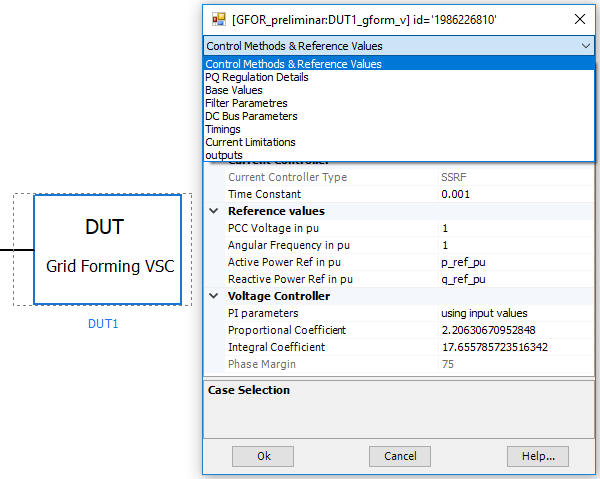 [GFOR_preliminar:DUT1_gform_v] id='1986226810'
Control Methods & Reference Values
Control Methods & Reference Values
PQ Regulation Details
Base Values
Filter Parametres
DC Bus Parameters
Timings
Current Limitations
outputs
Current Controller
Current Controller Type SSRF
Time Constant 0.001
Reference values
PCC Voltage in pu 1
Angular Frequency in pu 1
Active Power Ref in pu p_ref_pu
Reactive Power Ref in pu q_ref_pu
Voltage Controller
PI parameters using input values
Proportional Coefficient 2.20630670952848
Integral Coefficient 17.655785723516342
Phase Margin 75
Case Selection
Ok Cancel Help...
DUT
Grid Forming VSC
DUT1